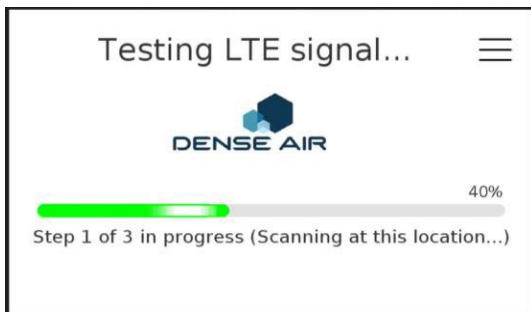 Testing LTE signal...
DENSE AIR
40%
Step 1 of 3 in progress (Scanning at this location...)